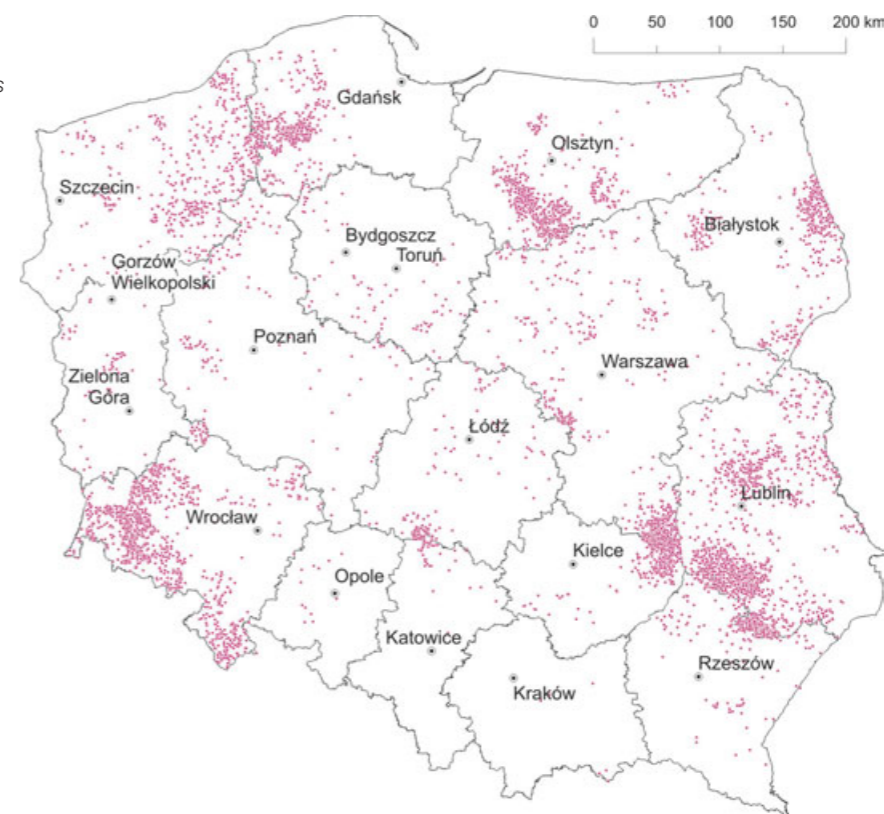 0 50 100 150 200 km
s
Gdańsk
Olsztyn
Szczecin
Białystok
Bydgoszcz
Toruń
Gorzów
Wielkopolski
Poznań
Warszawa
Zielona
Góra
Łódź
Lublin
Wrocław
Kielce
Opole
Katowice
Rzeszów
Kraków